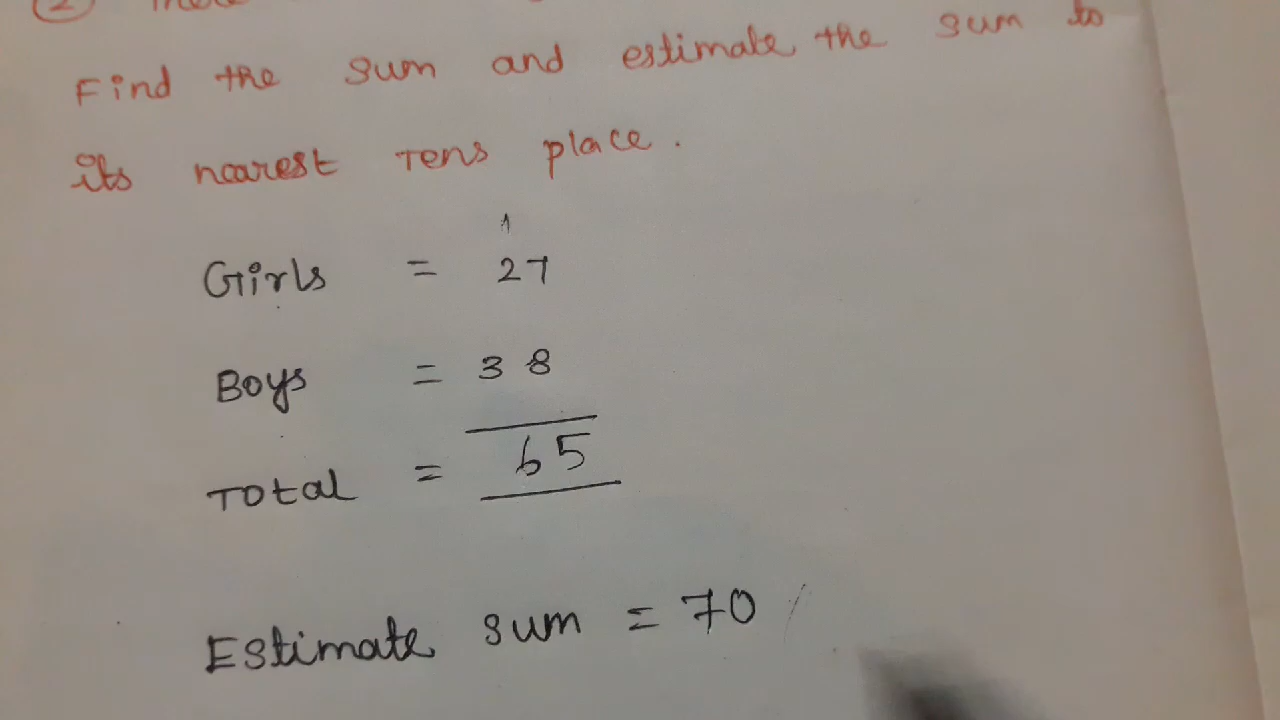 2
Find the sum and estimate the sum to
its nearest Tens place.
1
Girls = 27
Boys = 38
Total = 65
Estimate sum = 70